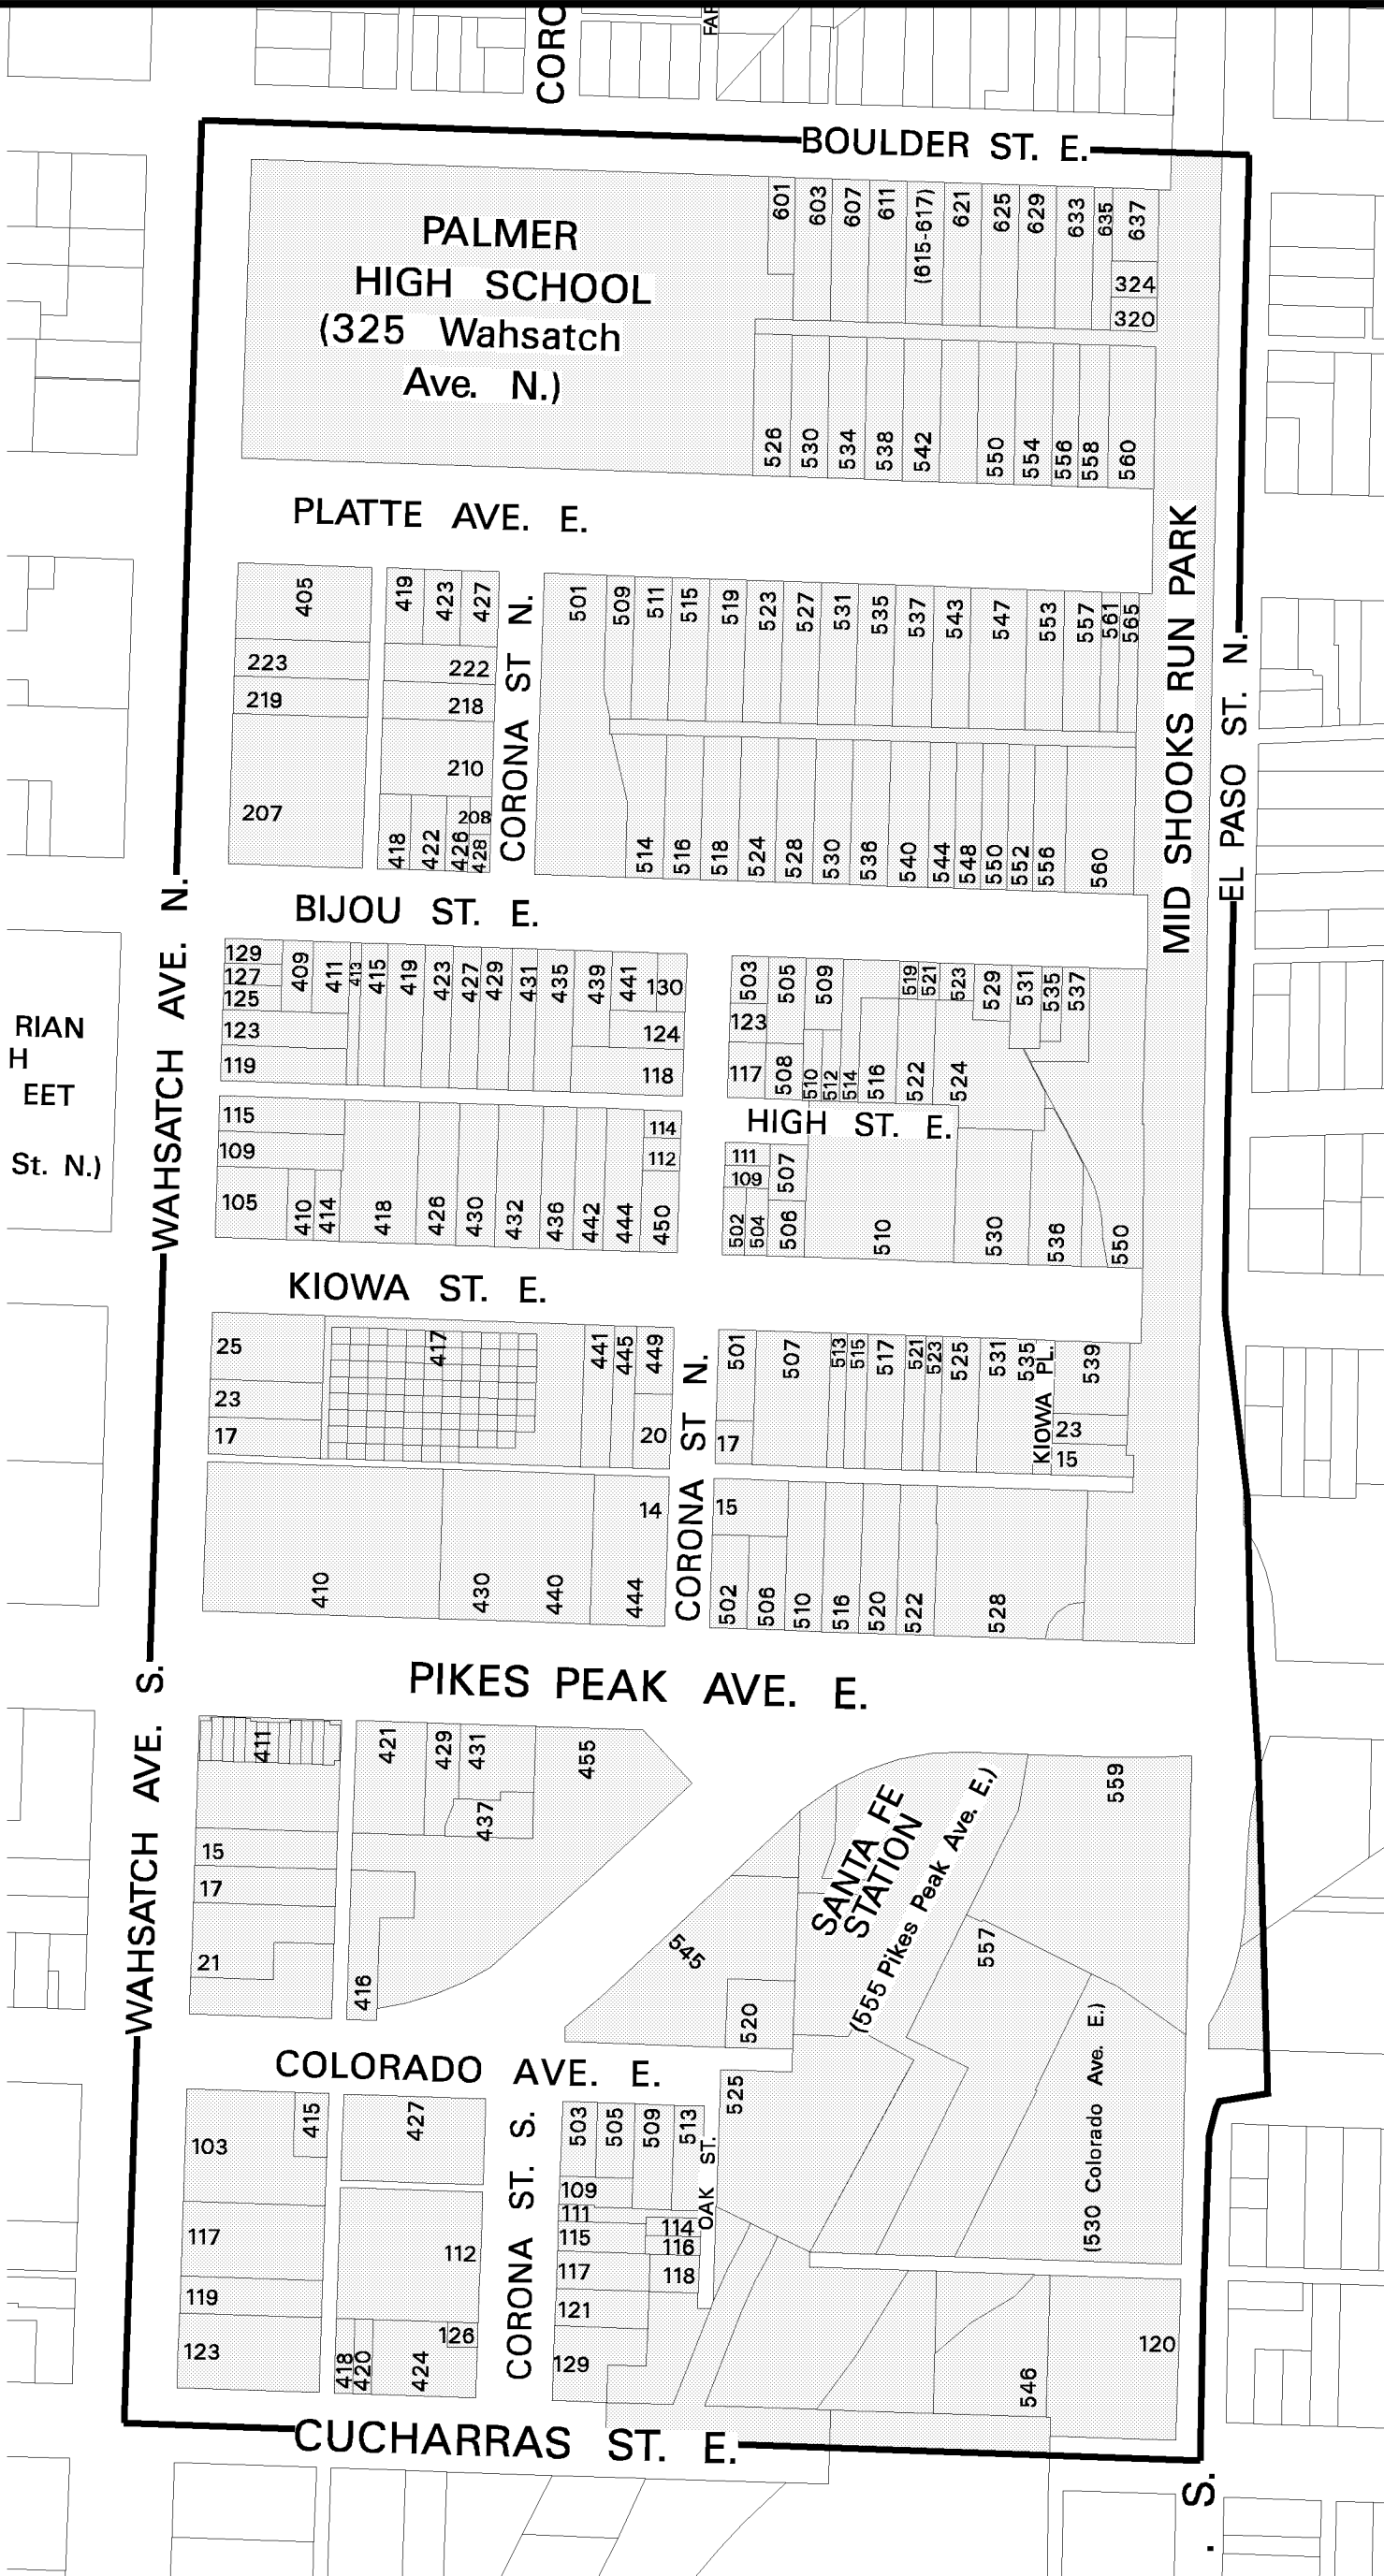 CORO
FAR
BOULDER ST. E.
PALMER
HIGH SCHOOL
(325 Wahsatch
Ave. N.)
601 603 607 611 (615-617) 621 625 629 633 635 637
324
320
526 530 534 538 542 550 554 556 558 560
PLATTE AVE. E.
MID SHOOKS RUN PARK
EL PASO ST. N.
405 419 423 427
CORONA ST N.
501 509 511 515 519 523 527 531 535 537 543 547 553 557 561 565
223 222
219 218
210
207 208
418 422 426 428
514 516 518 524 528 530 536 540 544 548 550 552 556 560
WAHSATCH AVE. N.
BIJOU ST. E.
129
127
125
409 411 413 415 419 423 427 429 431 435 439 441 130
503 505 509 519 521 523 529 531 535 537
123 124 123
119 118 117
508 510 512 514 516 522 524
RIAN
H
EET
St. N.)
HIGH ST. E.
115 114
109 112
111
109
507
105 410 414 418 426 430 432 436 442 444 450
502 504 506 510 530 536 550
KIOWA ST. E.
25 417 441 445 449
501 507 513 515 517 521 523 525 531 535 539
KIOWA PL.
23 23
17 20 17 15
CORONA ST N.
14 15
410 430 440 444
502 506 510 516 520 522 528
PIKES PEAK AVE. E.
WAHSATCH AVE. S.
411 421 429 431 455
437
559
SANTA FE
STATION
(555 Pikes Peak Ave. E.)
15
17
21
416
545
520
557
COLORADO AVE. E.
(530 Colorado Ave. E.)
103 415 427
CORONA ST. S.
503 505 509 513 525
OAK ST.
109
111
115 114
116
117 118
121
129
117 112
119
123
126
418 420 424
546
120
CUCHARRAS ST. E.
S.
.